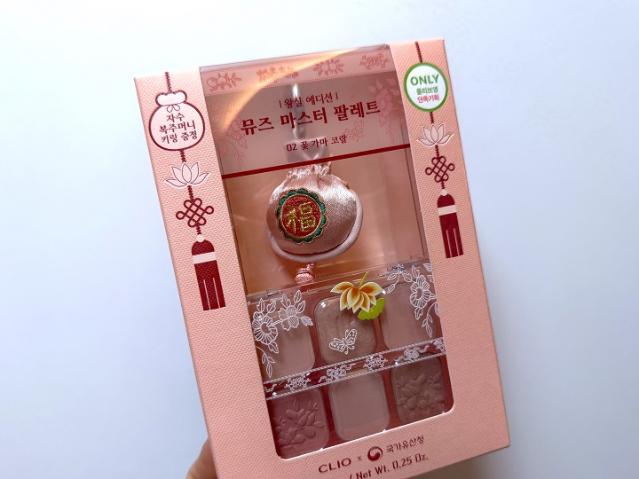 자수
복주머니
키링 증정
| 왕실 에디션 |
뮤즈 마스터 팔레트
02 꽃 가마 코랄
ONLY
올리브영
단독기획
福
CLIO x 국가유산청
/ Net Wt. 0.25 Oz.